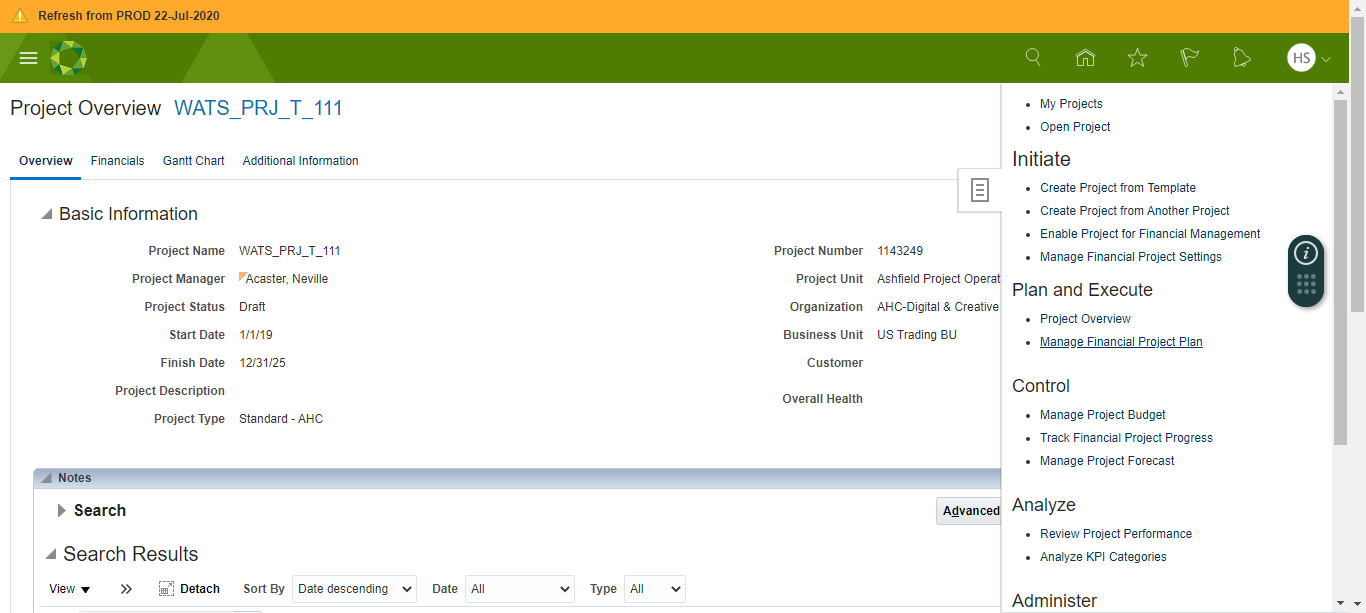 Refresh from PROD 22-Jul-2020
HS
Project Overview WATS_PRJ_T_111
Overview Financials Gantt Chart Additional Information
Basic Information
Project Name WATS_PRJ_T_111
Project Manager Acaster, Neville
Project Status Draft
Start Date 1/1/19
Finish Date 12/31/25
Project Description
Project Type Standard - AHC
Project Number 1143249
Project Unit Ashfield Project Operat
Organization AHC-Digital & Creative
Business Unit US Trading BU
Customer
Overall Health
Notes
Search
Advanced
Search Results
View Detach Sort By Date descending Date All Type All
My Projects
Open Project
Initiate
Create Project from Template
Create Project from Another Project
Enable Project for Financial Management
Manage Financial Project Settings
Plan and Execute
Project Overview
Manage Financial Project Plan
Control
Manage Project Budget
Track Financial Project Progress
Manage Project Forecast
Analyze
Review Project Performance
Analyze KPI Categories
Administer